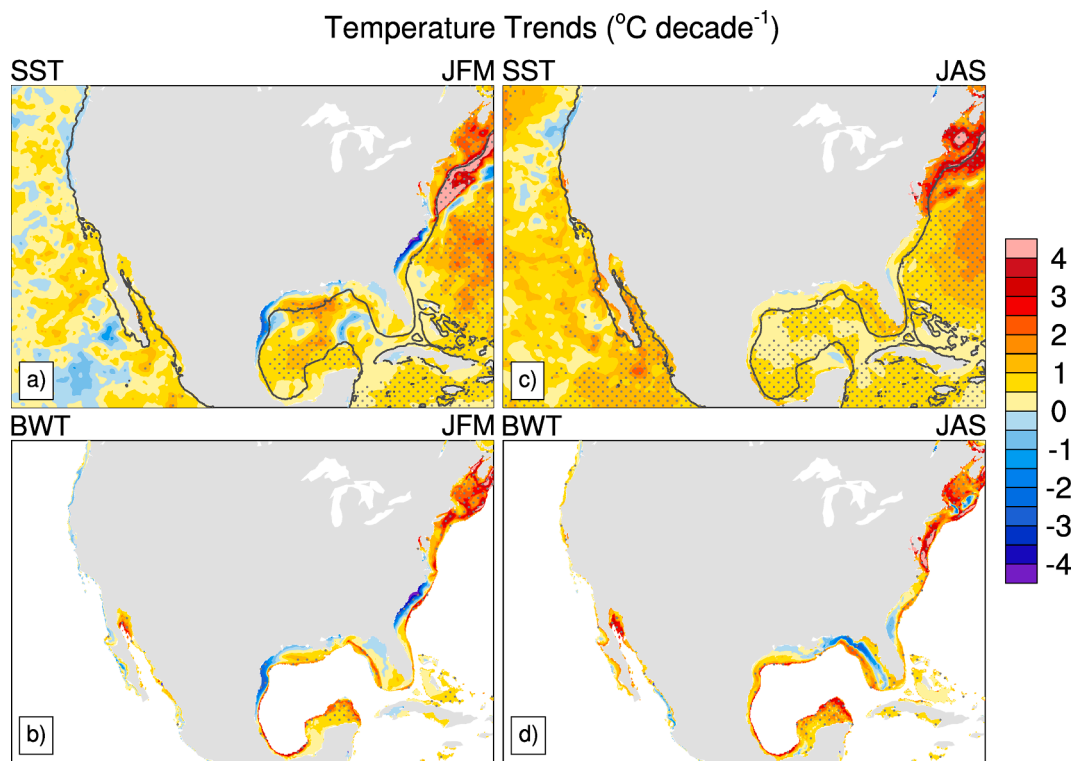 Temperature Trends (°C decade⁻¹)
SST JFM SST JAS
a) c)
BWT JFM BWT JAS
b) d)
4
3
2
1
0
-1
-2
-3
-4